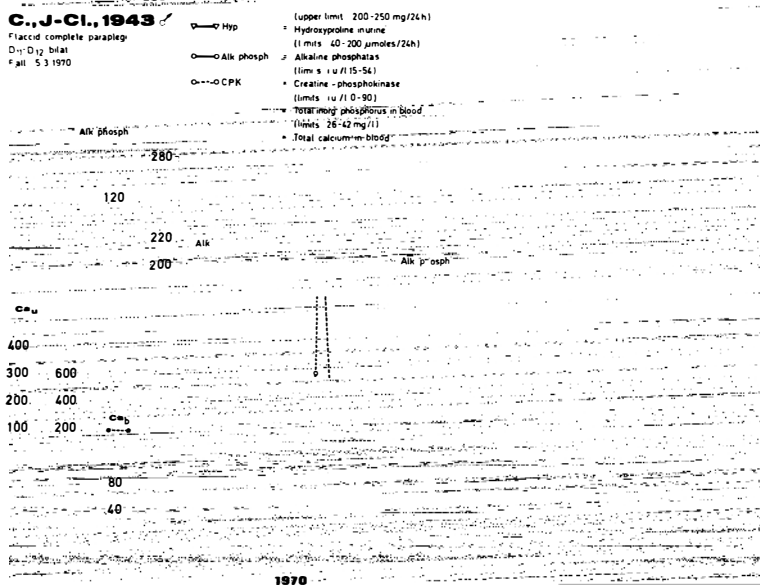 C., J-Cl., 1943 ♂
Flaccid complete paraplegi
D11-D12 bilat
Fall 5 3 1970
Hyp
Alk phosph
CPK
(upper limit 200-250 mg/24h)
= Hydroxyproline in urine
(limits 40-200 µmoles/24h)
= Alkaline phosphatas
(limits i u /l 15-54)
= Creatine-phosphokinase
(limits i u /l 0-90)
= Total inorg phosphorus in blood
(limits 26-42 mg/l)
= Total calcium in blood
Alk phosph
280
120
220
Alk
200
Alk phosph
Ca u
400
300 600
200 400
Ca b
100 200
80
40
1970